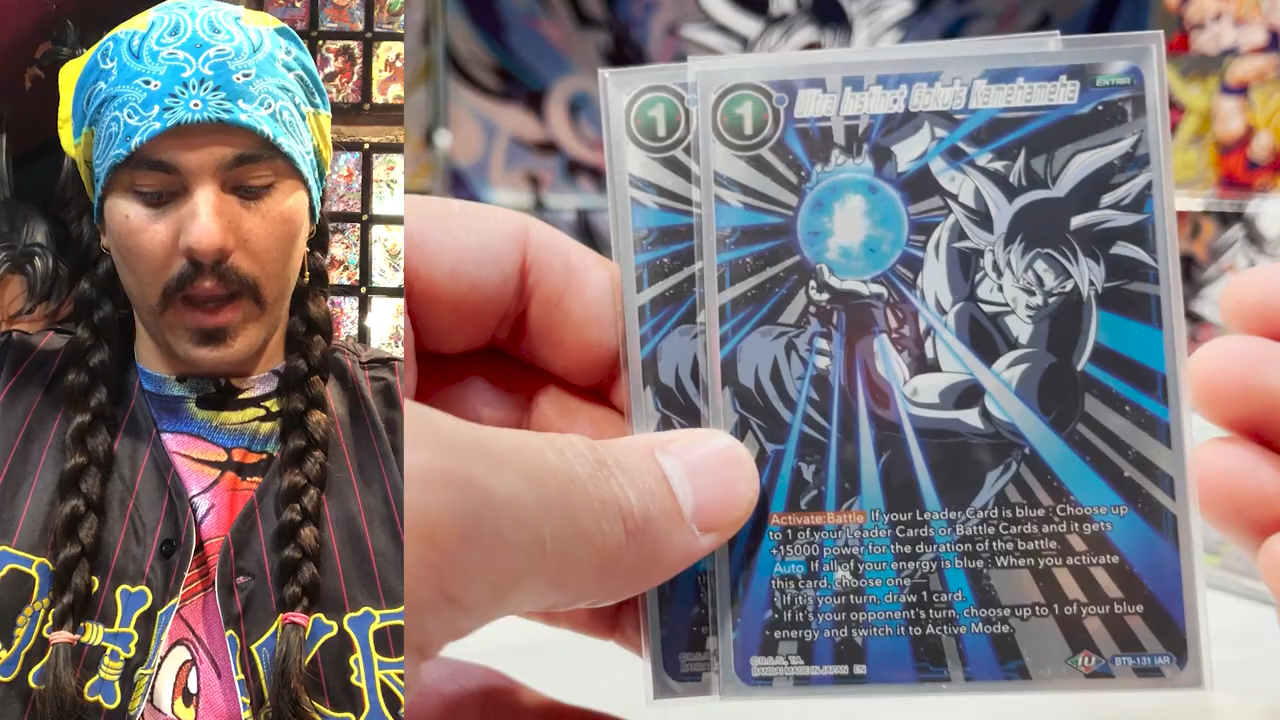 1
1
Ultra Instinct Goku's Kamehameha
EXTRA
Activate:Battle If your Leader Card is blue : Choose up
to 1 of your Leader Cards or Battle Cards and it gets
+15000 power for the duration of the battle.
Auto If all of your energy is blue : When you activate
this card, choose one—
• If it's your turn, draw 1 card.
• If it's your opponent's turn, choose up to 1 of your blue
energy and switch it to Active Mode.
©B.S./S., T.A.
BANDAI MADE IN JAPAN EN
1U
BT9-131 IAR